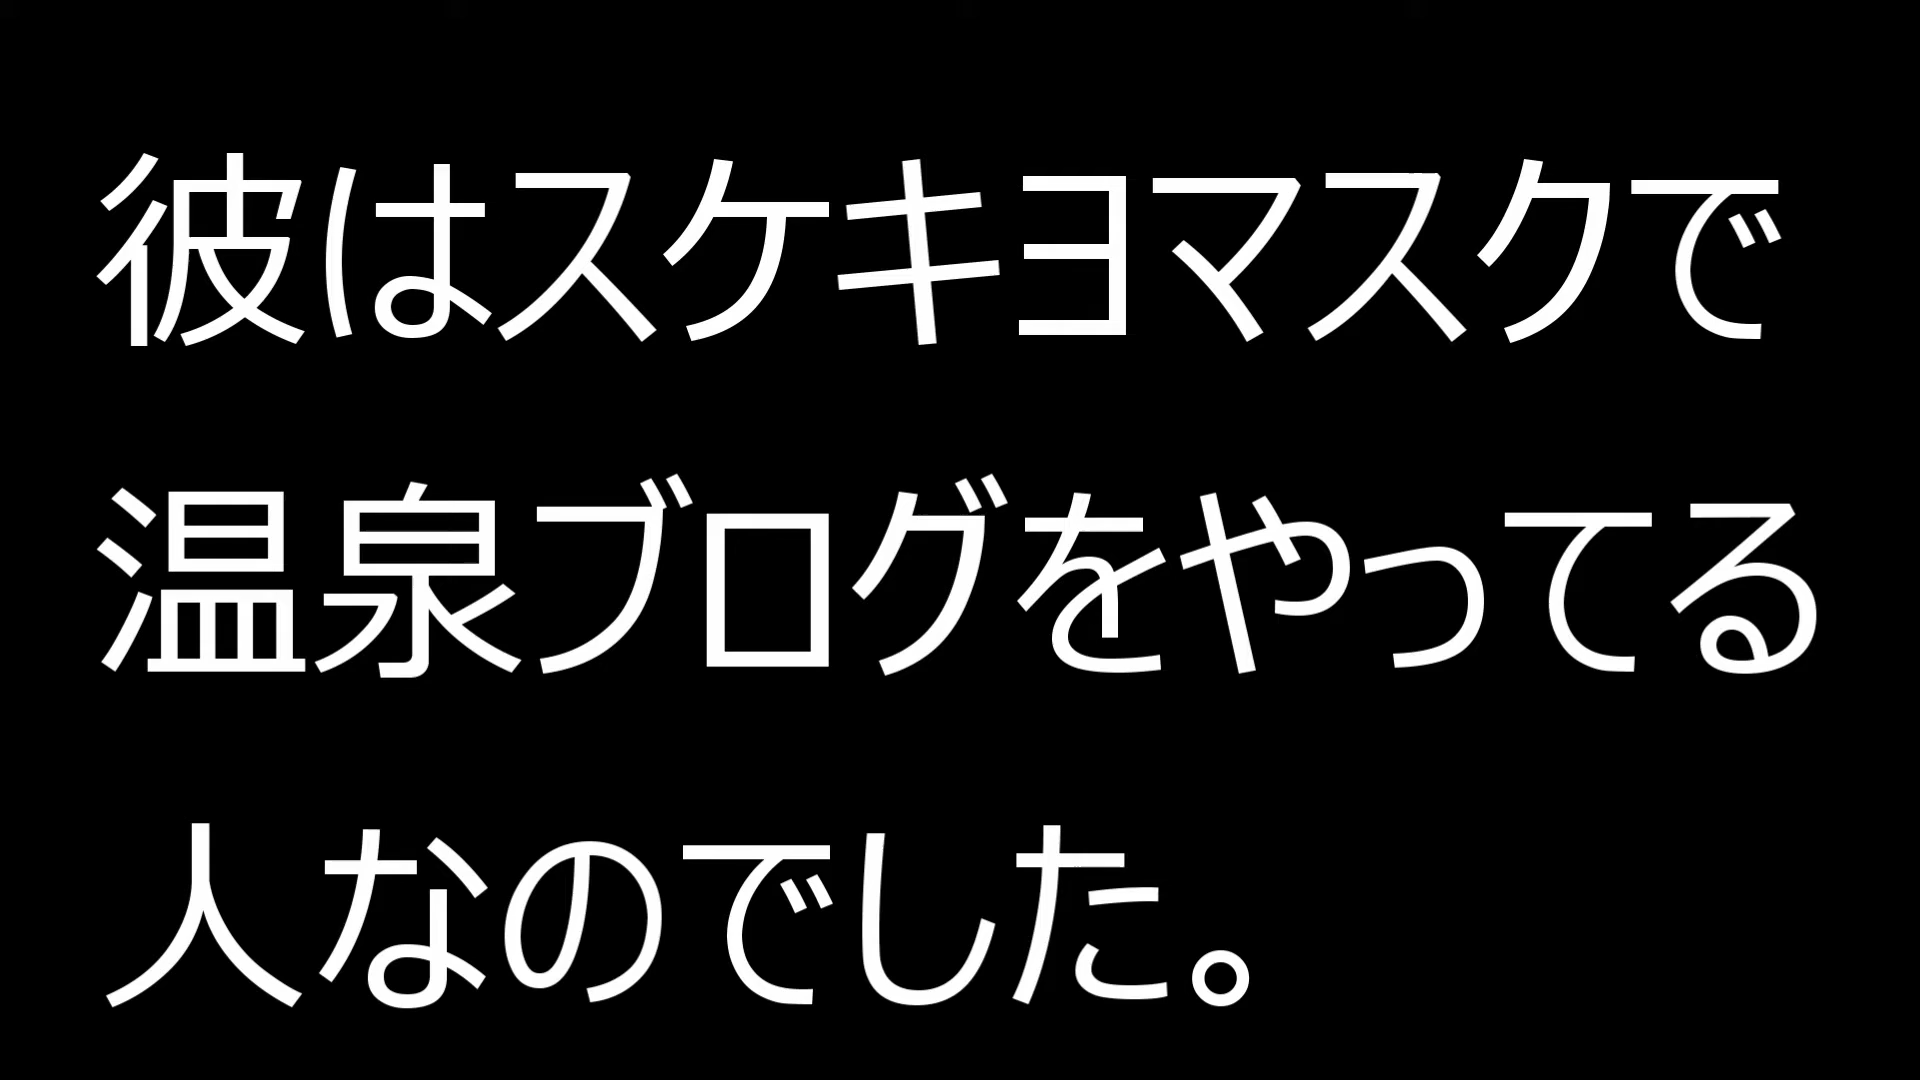 彼はスケキヨマスクで
温泉ブログをやってる
人なのでした。